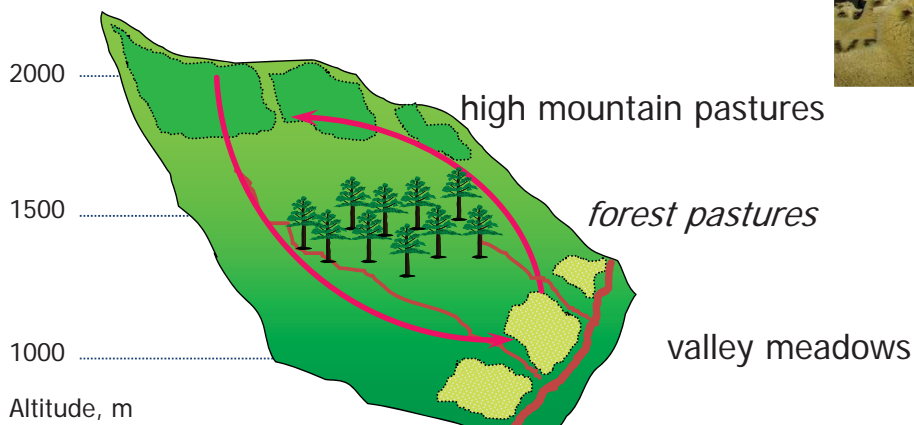 2000
high mountain pastures
1500
forest pastures
1000
valley meadows
Altitude, m